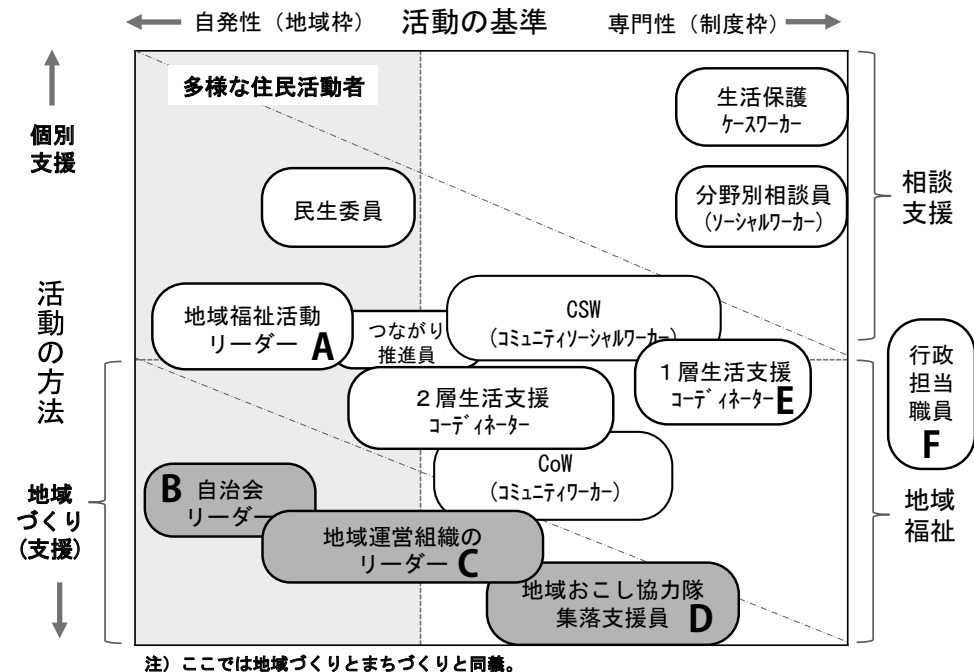 自発性（地域枠）
活動の基準
専門性（制度枠）
個別
支援
活動の方法
地域
づくり
(支援)
多様な住民活動者
生活保護
ｹｰｽﾜｰｶｰ
民生委員
分野別相談員
(ｿｰｼｬﾙﾜｰｶｰ)
相談
支援
地域福祉活動
リーダー A
つながり
推進員
CSW
(ｺﾐｭﾆﾃｨｿｰｼｬﾙﾜｰｶｰ)
２層生活支援
ｺｰﾃﾞｨﾈｰﾀｰ
１層生活支援
ｺｰﾃﾞｨﾈｰﾀｰ E
行政
担当
職員
F
CoW
(ｺﾐｭﾆﾃｨﾜｰｶｰ)
B 自治会
リーダー
地域運営組織の
リーダー C
地域おこし協力隊
集落支援員 D
地域
福祉
注）ここでは地域づくりとまちづくりと同義。